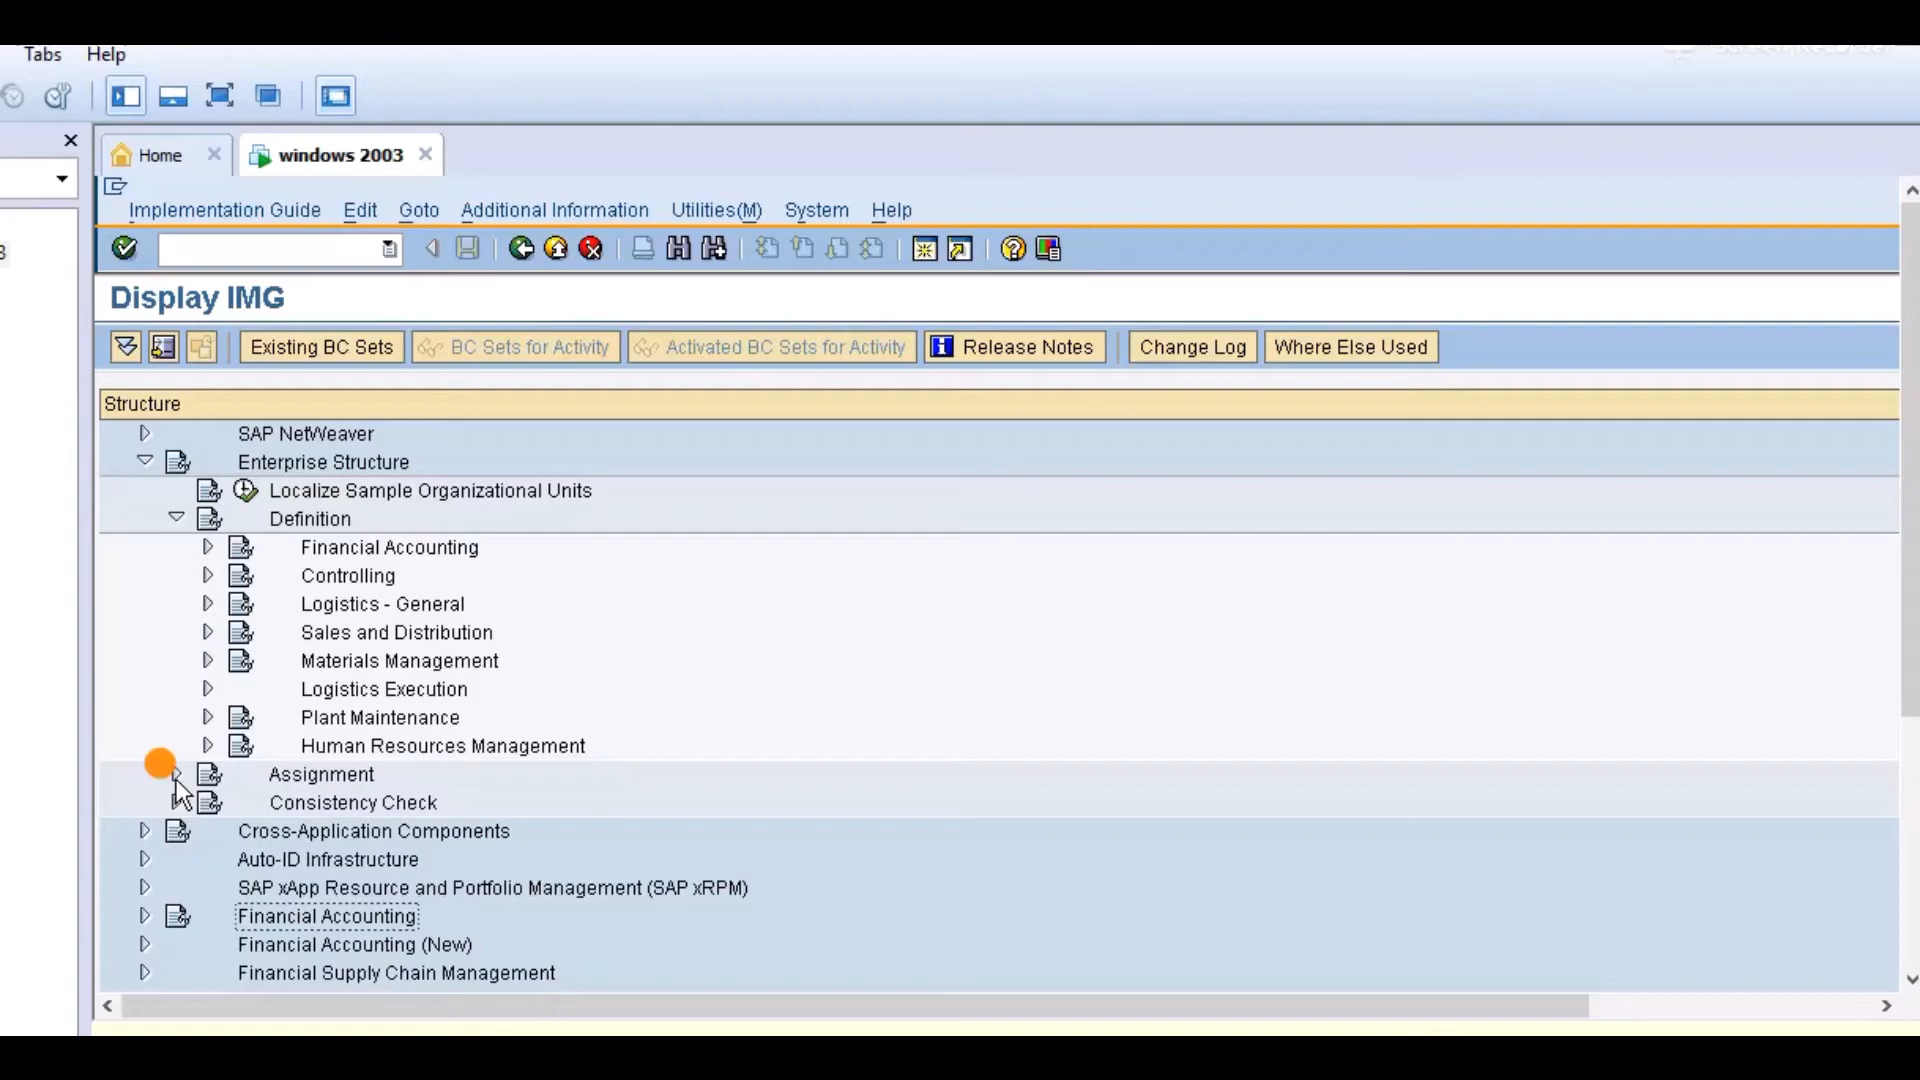 Tabs Help
Home windows 2003
Implementation Guide Edit Goto Additional Information Utilities(M) System Help
Display IMG
Existing BC Sets BC Sets for Activity Activated BC Sets for Activity Release Notes Change Log Where Else Used
Structure
SAP NetWeaver
Enterprise Structure
Localize Sample Organizational Units
Definition
Financial Accounting
Controlling
Logistics - General
Sales and Distribution
Materials Management
Logistics Execution
Plant Maintenance
Human Resources Management
Assignment
Consistency Check
Cross-Application Components
Auto-ID Infrastructure
SAP xApp Resource and Portfolio Management (SAP xRPM)
Financial Accounting
Financial Accounting (New)
Financial Supply Chain Management